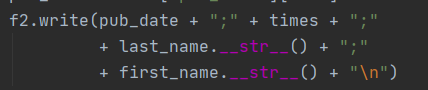 f2.write(pub_date + ";" + times + ";"
+ last_name.__str__() + ";"
+ first_name.__str__() + "\n")